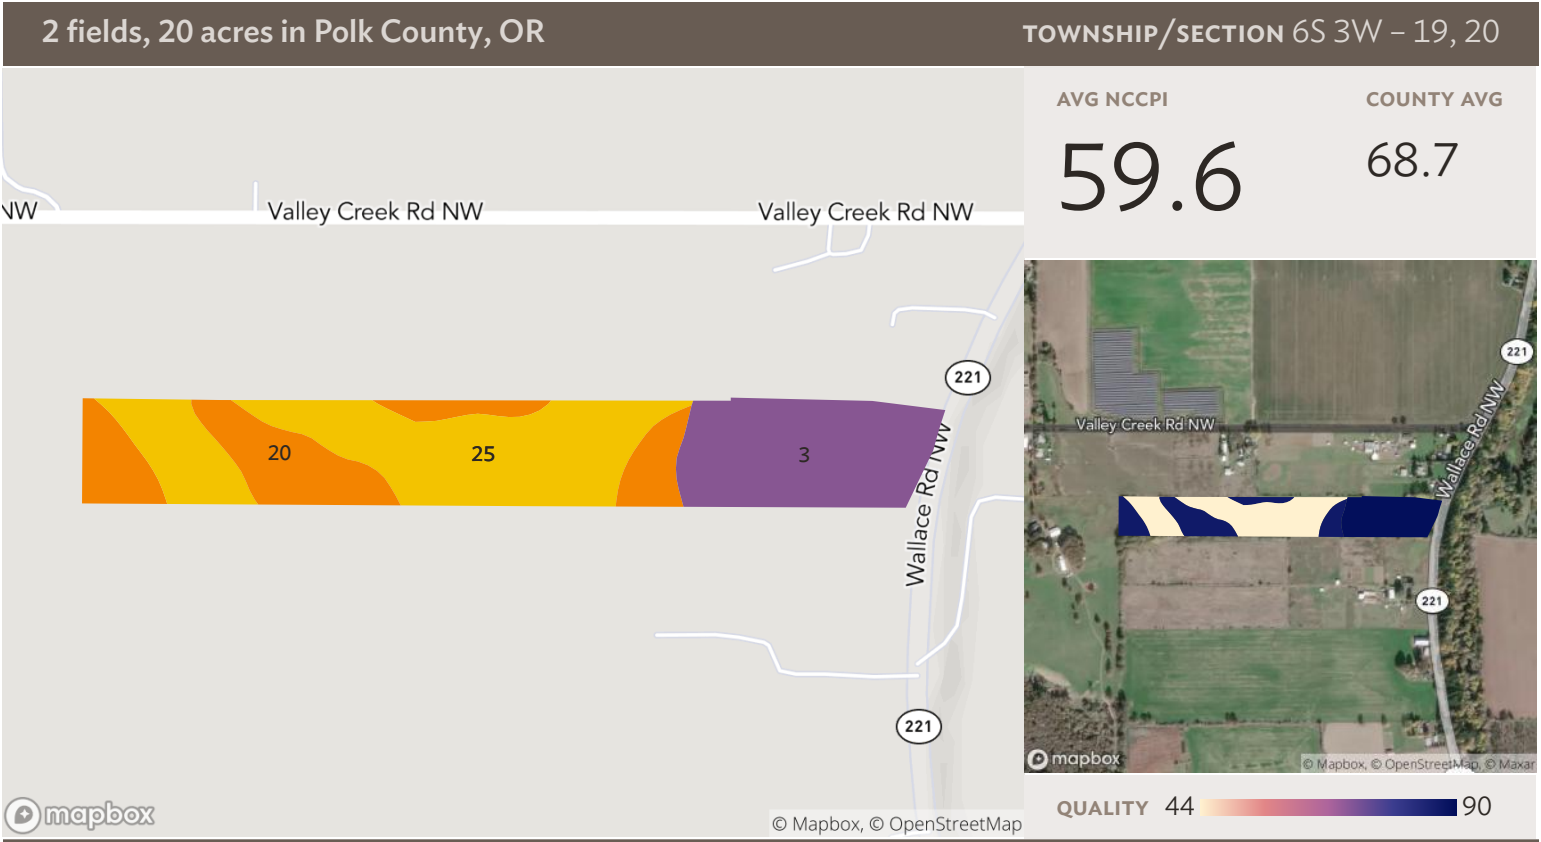 2 fields, 20 acres in Polk County, OR
TOWNSHIP/SECTION 6S 3W – 19, 20
AVG NCCPI
COUNTY AVG
59.6
68.7
NW
Valley Creek Rd NW
Valley Creek Rd NW
221
20
25
3
Wallace Rd NW
221
mapbox
© Mapbox, © OpenStreetMap
221
Valley Creek Rd NW
Wallace Rd NW
221
mapbox
© Mapbox, © OpenStreetMap, © Maxar
QUALITY 44 90